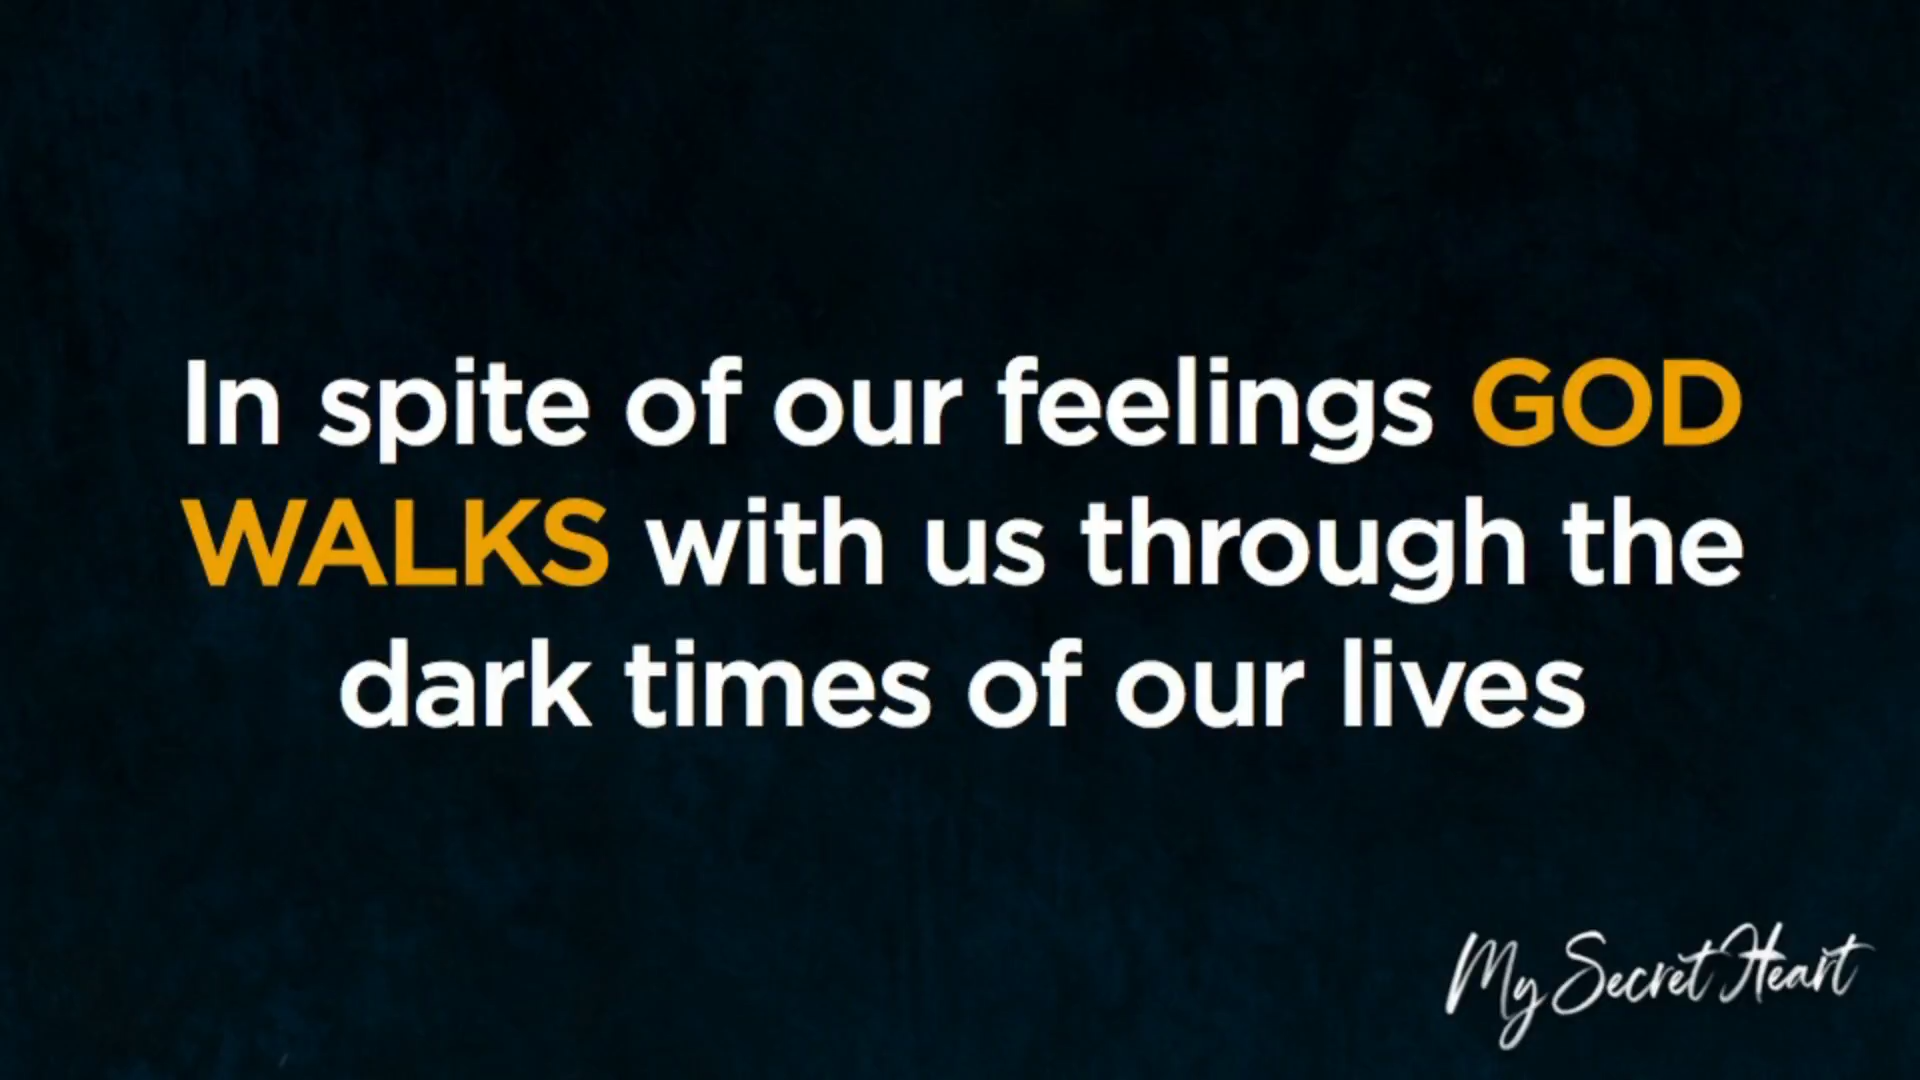 In spite of our feelings GOD
WALKS with us through the
dark times of our lives
My Secret Heart